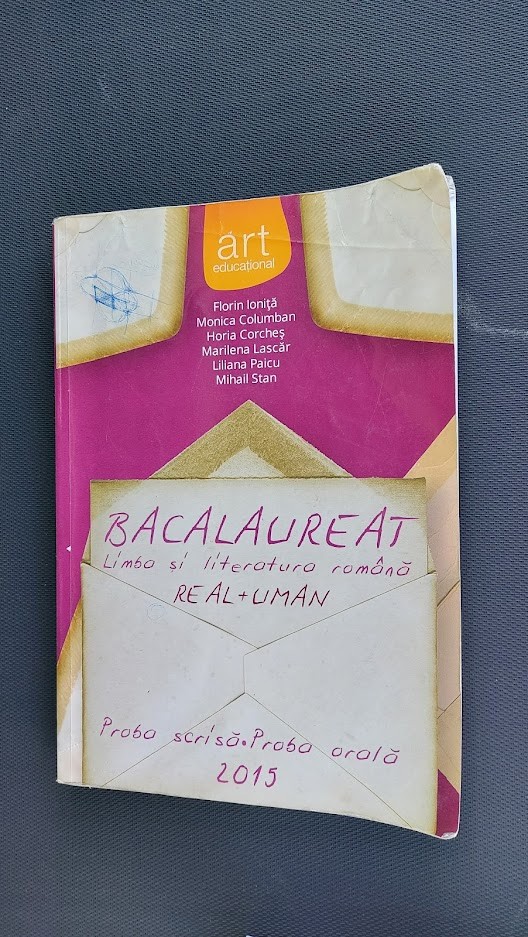 art
educațional
Florin Ioniță
Monica Columban
Horia Corcheș
Marilena Lascăr
Liliana Paicu
Mihail Stan
BACALAUREAT
Limba și literatura română
REAL+UMAN
Proba scrisă • Proba orală
2015